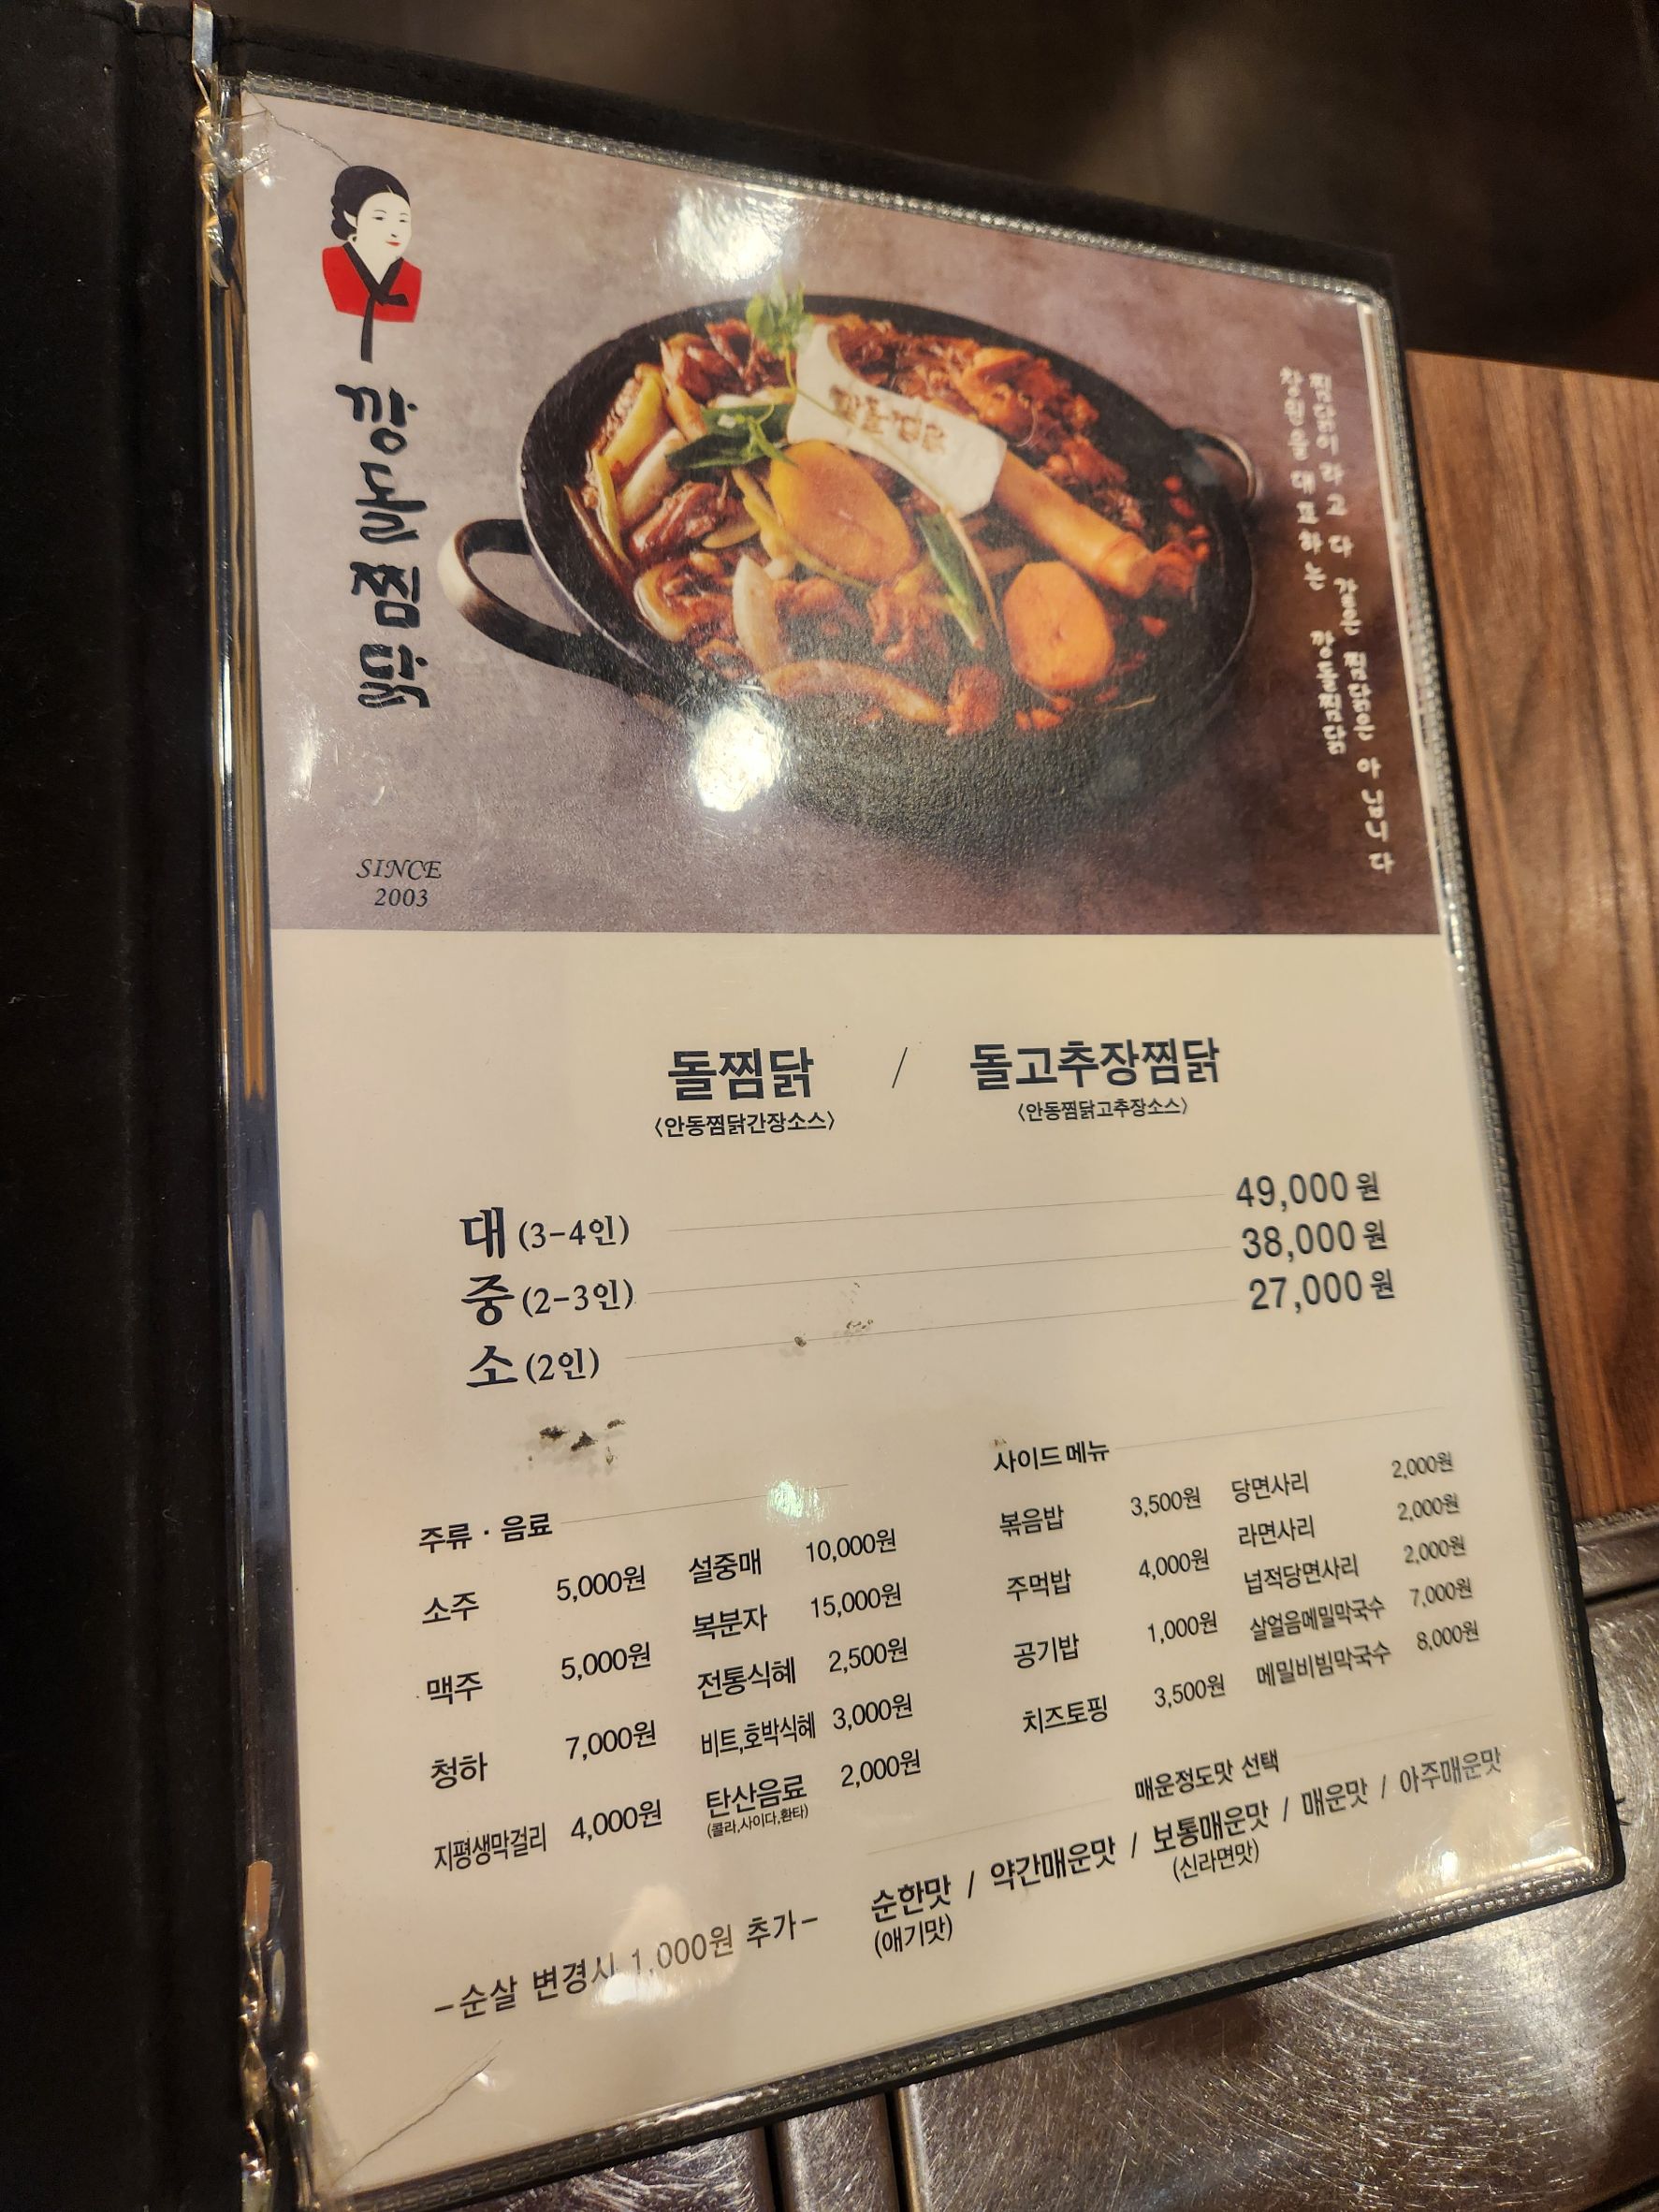 깡돌찜닭
SINCE
2003
찜닭이라고 다 같은 찜닭은 아닙니다
창원을 대표하는 깡돌찜닭
깡돌찜닭
돌찜닭 / 돌고추장찜닭
〈안동찜닭간장소스〉 〈안동찜닭고추장소스〉
대 (3-4인) 49,000원
중 (2-3인) 38,000원
소 (2인) 27,000원
주류 · 음료
소주 5,000원 설중매 10,000원
맥주 5,000원 복분자 15,000원
청하 7,000원 전통식혜 2,500원
지평생막걸리 4,000원 비트,호박식혜 3,000원
탄산음료 2,000원
(콜라,사이다,환타)
사이드 메뉴
볶음밥 3,500원 당면사리 2,000원
주먹밥 4,000원 라면사리 2,000원
공기밥 1,000원 넙적당면사리 2,000원
치즈토핑 3,500원 살얼음메밀막국수 7,000원
메밀비빔막국수 8,000원
매운정도맛 선택
순한맛 / 약간매운맛 / 보통매운맛 / 매운맛 / 아주매운맛
(애기맛) (신라면맛)
-순살 변경시 1,000원 추가-